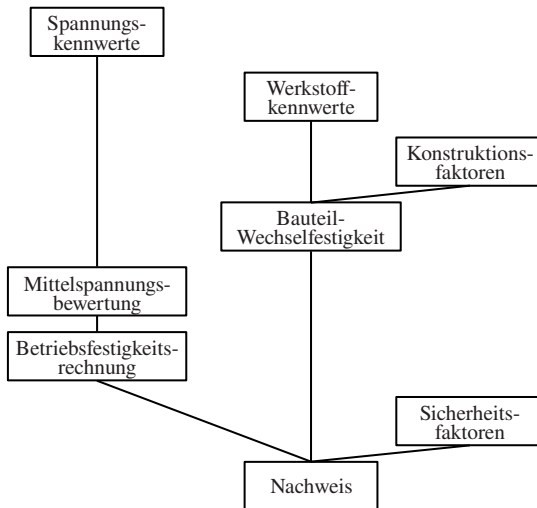 Spannungs-
kennwerte
Werkstoff-
kennwerte
Konstruktions-
faktoren
Bauteil-
Wechselfestigkeit
Mittelspannungs-
bewertung
Betriebsfestigkeits-
rechnung
Sicherheits-
faktoren
Nachweis